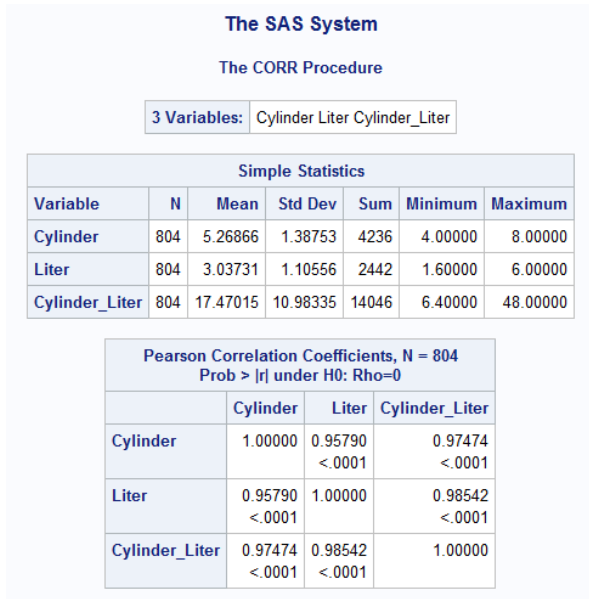 The SAS System
The CORR Procedure
3 Variables: Cylinder Liter Cylinder_Liter
Simple Statistics
Variable N Mean Std Dev Sum Minimum Maximum
Cylinder 804 5.26866 1.38753 4236 4.00000 8.00000
Liter 804 3.03731 1.10556 2442 1.60000 6.00000
Cylinder_Liter 804 17.47015 10.98335 14046 6.40000 48.00000
Pearson Correlation Coefficients, N = 804
Prob > |r| under H0: Rho=0
Cylinder Liter Cylinder_Liter
Cylinder 1.00000 0.95790 0.97474
<.0001 <.0001
Liter 0.95790 1.00000 0.98542
<.0001 <.0001
Cylinder_Liter 0.97474 0.98542 1.00000
<.0001 <.0001